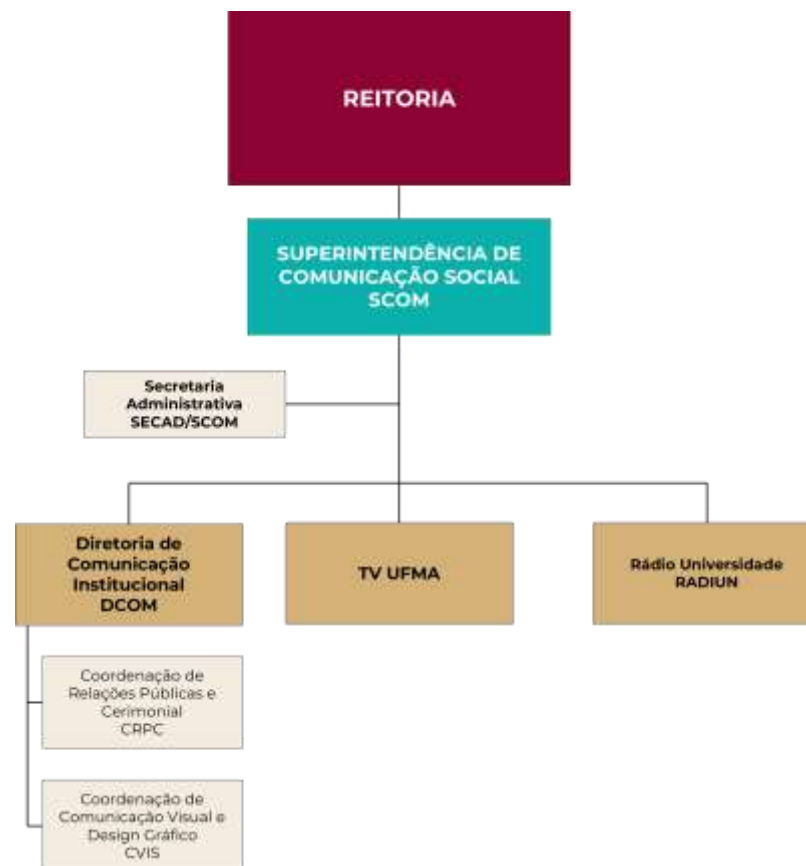 REITORIA
SUPERINTENDÊNCIA DE
COMUNICAÇÃO SOCIAL
SCOM
Secretaria
Administrativa
SECAD/SCOM
Diretoria de
Comunicação
Institucional
DCOM
TV UFMA
Rádio Universidade
RADIUN
Coordenação de
Relações Públicas e
Cerimonial
CRPC
Coordenação de
Comunicação Visual e
Design Gráfico
CVIS